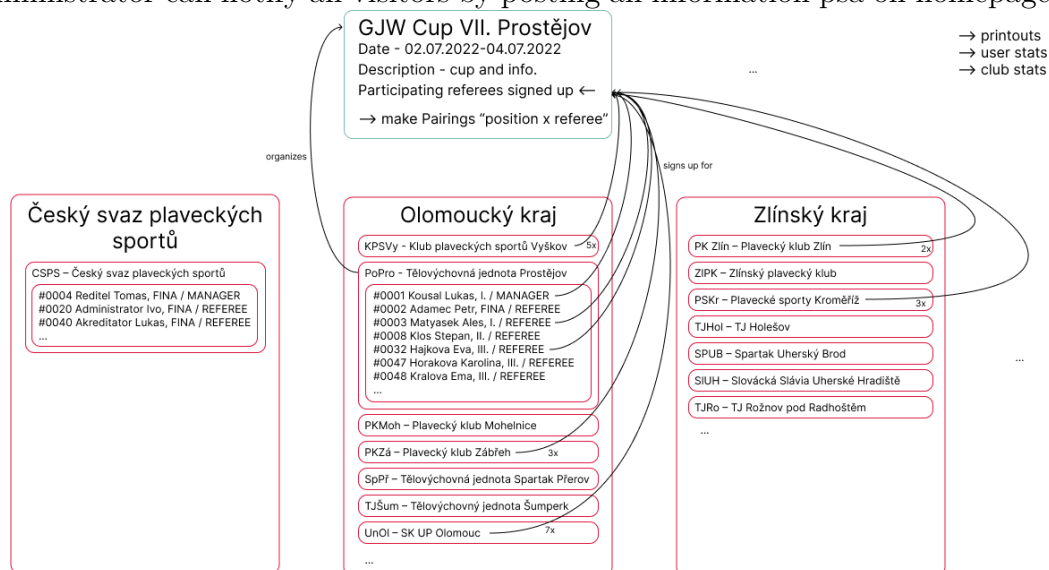 ministrator can notify all visitors by posting an information psa on homepage
GJW Cup VII. Prostějov
Date - 02.07.2022-04.07.2022
Description - cup and info.
Participating referees signed up ←
→ make Pairings "position x referee"
...
→ printouts
→ user stats
→ club stats
organizes
signs up for
Český svaz plaveckých
sportů
CSPS – Český svaz plaveckých sportů
#0004 Reditel Tomas, FINA / MANAGER
#0020 Administrator Ivo, FINA / REFEREE
#0040 Akreditator Lukas, FINA / REFEREE
...
Olomoucký kraj
KPSVy - Klub plaveckých sportů Vyškov 5x
PoPro - Tělovýchovná jednota Prostějov
#0001 Kousal Lukas, I. / MANAGER
#0002 Adamec Petr, FINA / REFEREE
#0003 Matyasek Ales, I. / REFEREE
#0008 Klos Stepan, II. / REFEREE
#0032 Hajkova Eva, III. / REFEREE
#0047 Horakova Karolina, III. / REFEREE
#0048 Kralova Ema, III. / REFEREE
...
PKMoh – Plavecký klub Mohelnice
PKZá – Plavecký klub Zábřeh 3x
SpPř – Tělovýchovná jednota Spartak Přerov
TJŠum – Tělovýchovný jednota Šumperk
UnOl – SK UP Olomouc 7x
...
Zlínský kraj
PK Zlín – Plavecký klub Zlín 2x
ZlPK – Zlínský plavecký klub
PSKr – Plavecké sporty Kroměříž 3x
TJHol – TJ Holešov
SPUB – Spartak Uherský Brod
SlUH – Slovácká Slávia Uherské Hradiště
TJRo – TJ Rožnov pod Radhoštěm
...
...